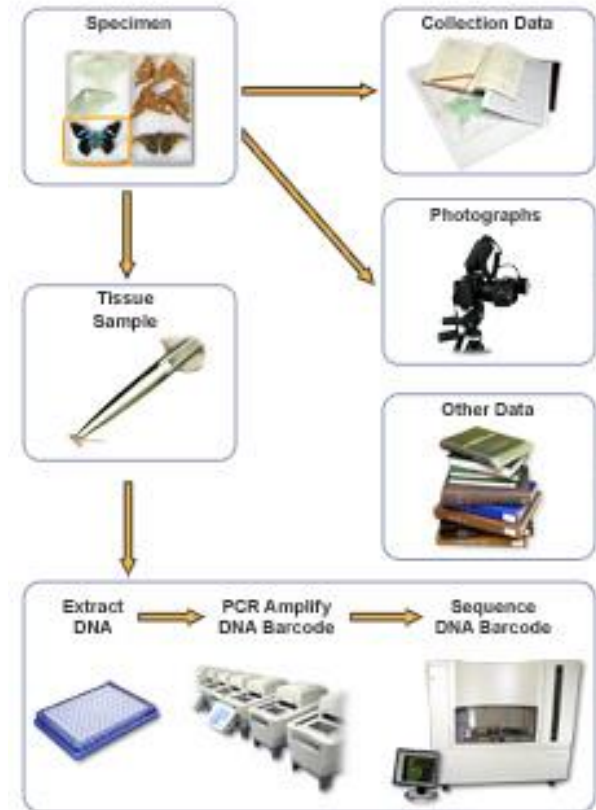 Specimen
Collection Data
Photographs
Tissue
Sample
Other Data
Extract
DNA
PCR Amplify
DNA Barcode
Sequence
DNA Barcode